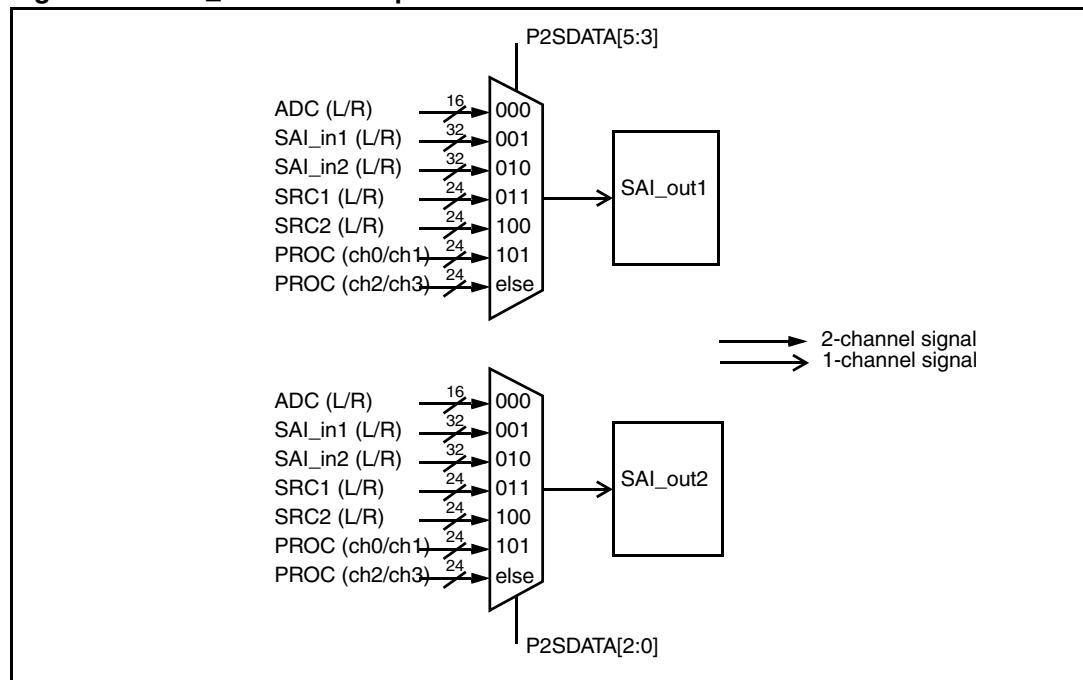 P2SDATA[5:3]
ADC (L/R) 16 000
SAI_in1 (L/R) 32 001
SAI_in2 (L/R) 32 010
SRC1 (L/R) 24 011
SRC2 (L/R) 24 100
PROC (ch0/ch1) 24 101
PROC (ch2/ch3) 24 else
SAI_out1
2-channel signal
1-channel signal
ADC (L/R) 16 000
SAI_in1 (L/R) 32 001
SAI_in2 (L/R) 32 010
SRC1 (L/R) 24 011
SRC2 (L/R) 24 100
PROC (ch0/ch1) 24 101
PROC (ch2/ch3) 24 else
SAI_out2
P2SDATA[2:0]